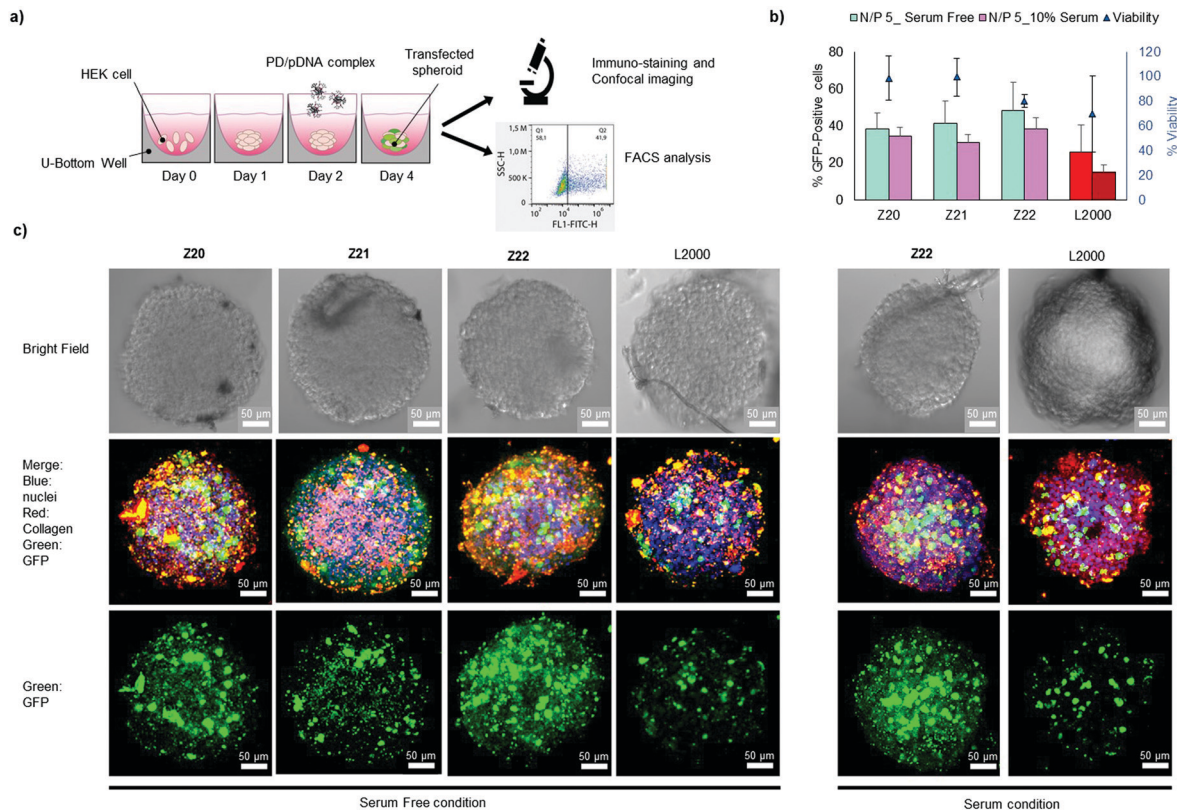 a)
HEK cell
PD/pDNA complex
Transfected
spheroid
U-Bottom Well
Day 0
Day 1
Day 2
Day 4
Immuno-staining and
Confocal imaging
1,5 M
1,0 M
500 K
0
SSC-H
Q1
58,1
Q2
41,9
10²
10⁴
10⁶
FL1-FITC-H
FACS analysis
b)
N/P 5_ Serum Free
N/P 5_10% Serum
Viability
% GFP-Positive cells
80
60
40
20
0
120
100
80
60
40
20
0
% Viability
Z20
Z21
Z22
L2000
c)
Z20
Z21
Z22
L2000
Z22
L2000
Bright Field
50 µm
50 µm
50 µm
50 µm
50 µm
50 µm
Merge:
Blue:
nuclei
Red:
Collagen
Green:
GFP
50 µm
50 µm
50 µm
50 µm
50 µm
50 µm
Green:
GFP
50 µm
50 µm
50 µm
50 µm
50 µm
50 µm
Serum Free condition
Serum condition